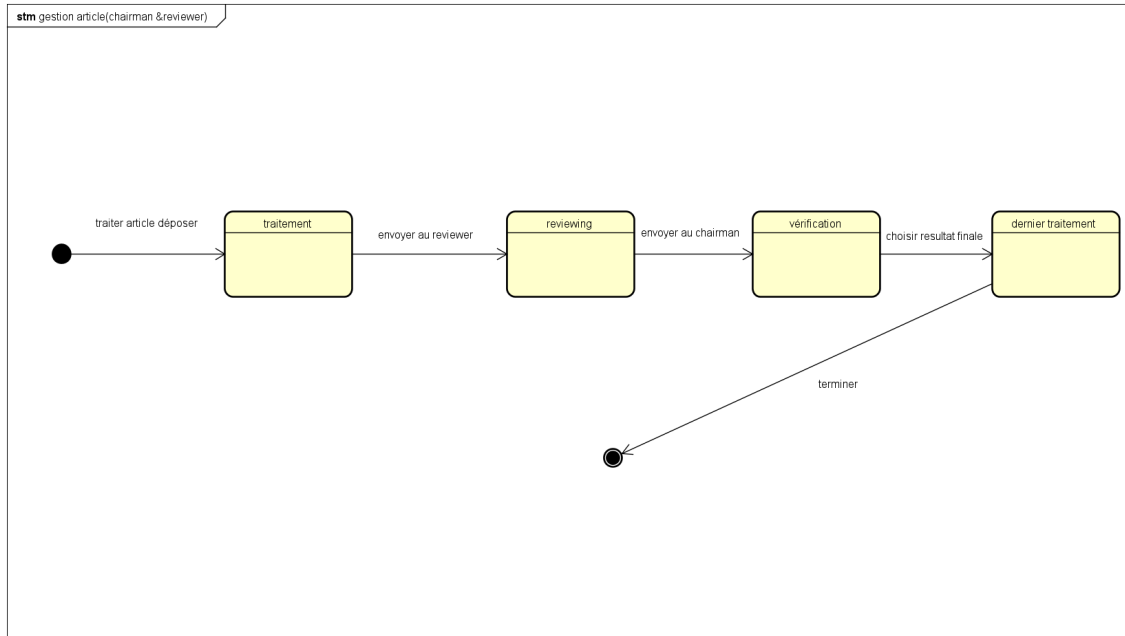 stm gestion article(chairman &reviewer)
traiter article déposer
traitement
envoyer au reviewer
reviewing
envoyer au chairman
vérification
choisir resultat finale
dernier traitement
terminer